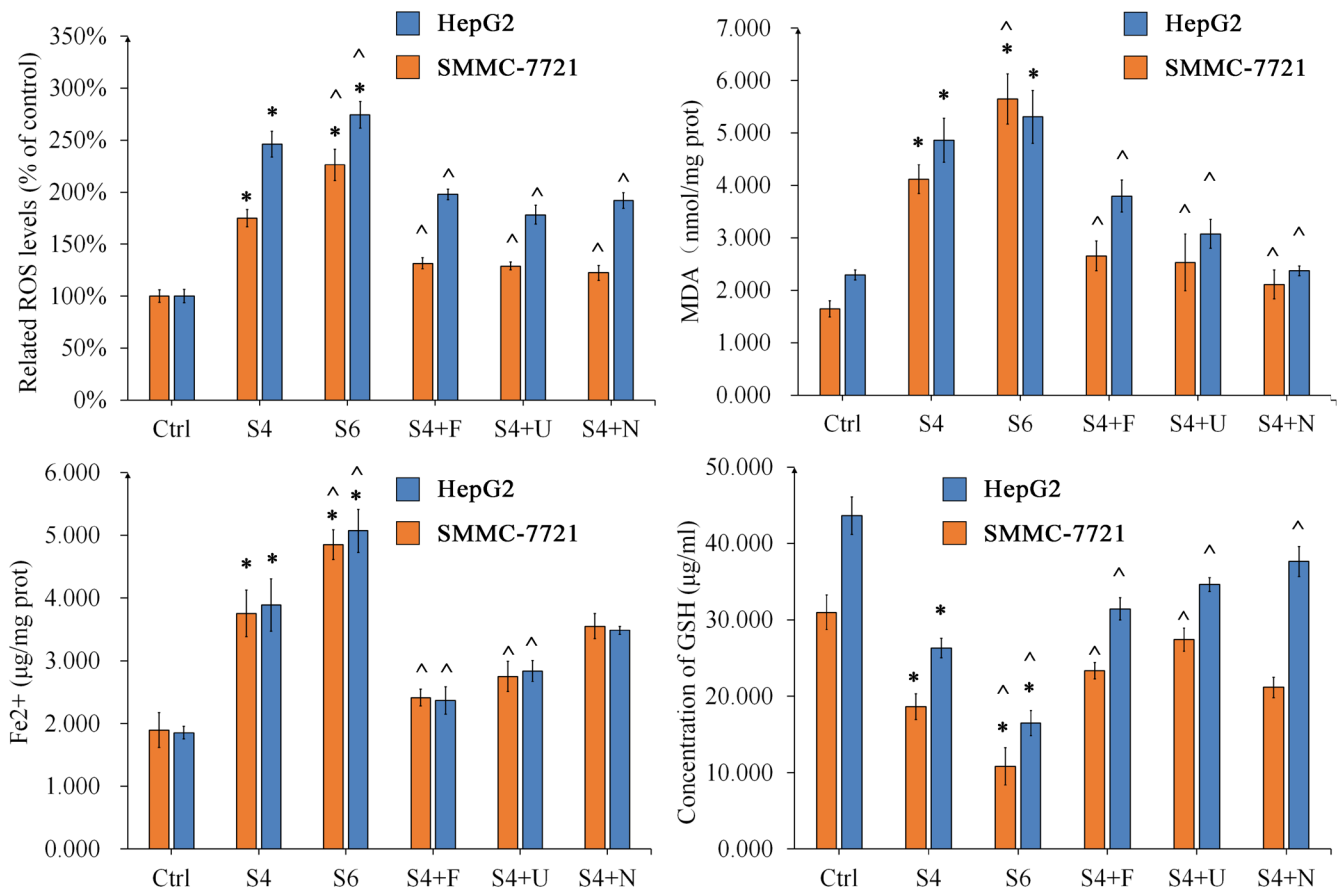 Related ROS levels (% of control)
350%
300%
250%
200%
150%
100%
50%
0%
HepG2
SMMC-7721
^
^
* *
* *
^ ^ ^
^ ^ ^
Ctrl S4 S6 S4+F S4+U S4+N
MDA（nmol/mg prot)
7.000
6.000
5.000
4.000
3.000
2.000
1.000
0.000
HepG2
SMMC-7721
^
* * *
*
^ ^
^ ^ ^ ^
Ctrl S4 S6 S4+F S4+U S4+N
Fe2+ (μg/mg prot)
6.000
5.000
4.000
3.000
2.000
1.000
0.000
HepG2
SMMC-7721
^ ^
* *
* *
^ ^ ^ ^
Ctrl S4 S6 S4+F S4+U S4+N
Concentration of GSH (μg/ml)
50.000
40.000
30.000
20.000
10.000
0.000
HepG2
SMMC-7721
^
^ ^
*
^ ^
* ^ ^
* *
Ctrl S4 S6 S4+F S4+U S4+N